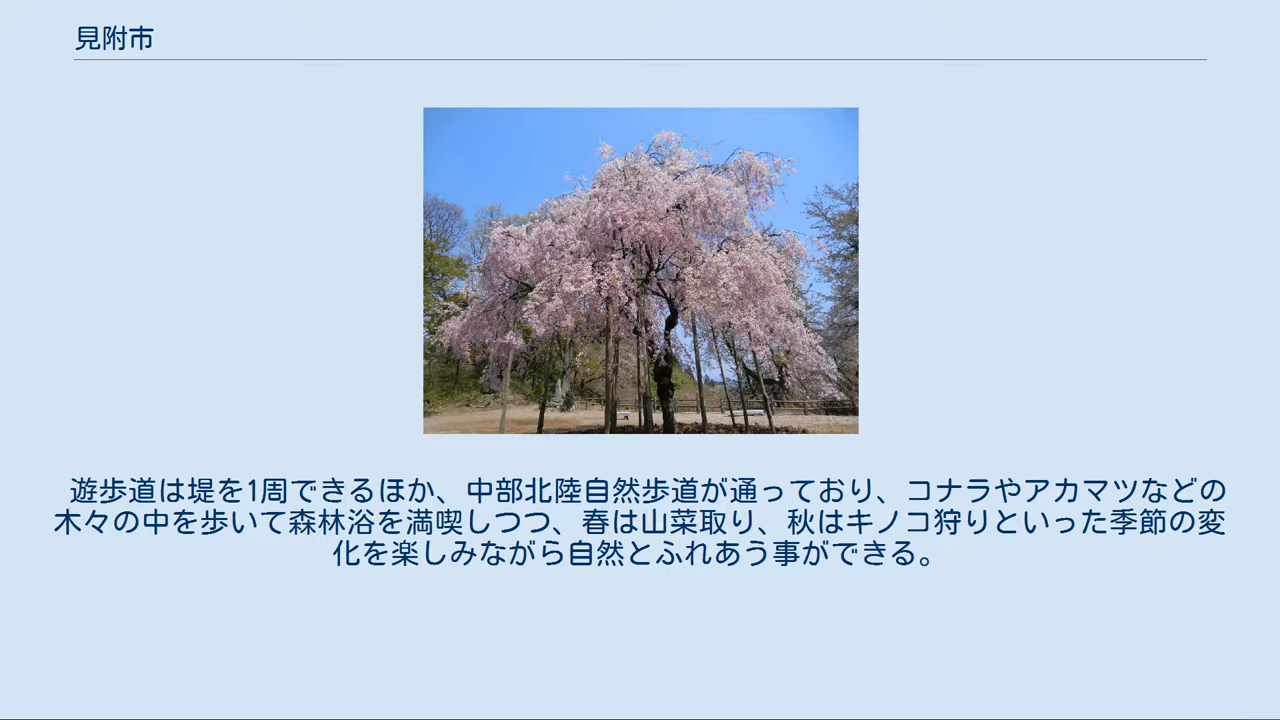 見附市
遊歩道は堤を1周できるほか、中部北陸自然歩道が通っており、コナラやアカマツなどの
木々の中を歩いて森林浴を満喫しつつ、春は山菜取り、秋はキノコ狩りといった季節の変
化を楽しみながら自然とふれあう事ができる。